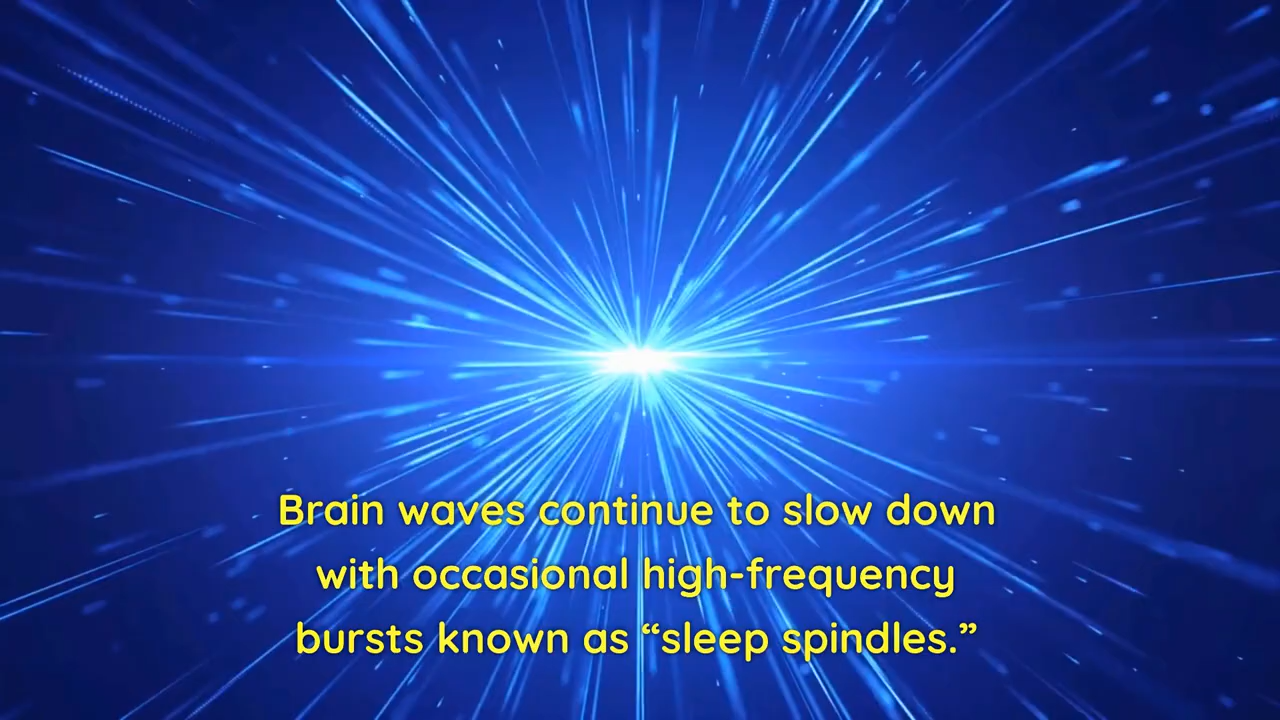 Brain waves continue to slow down
with occasional high-frequency
bursts known as “sleep spindles.”